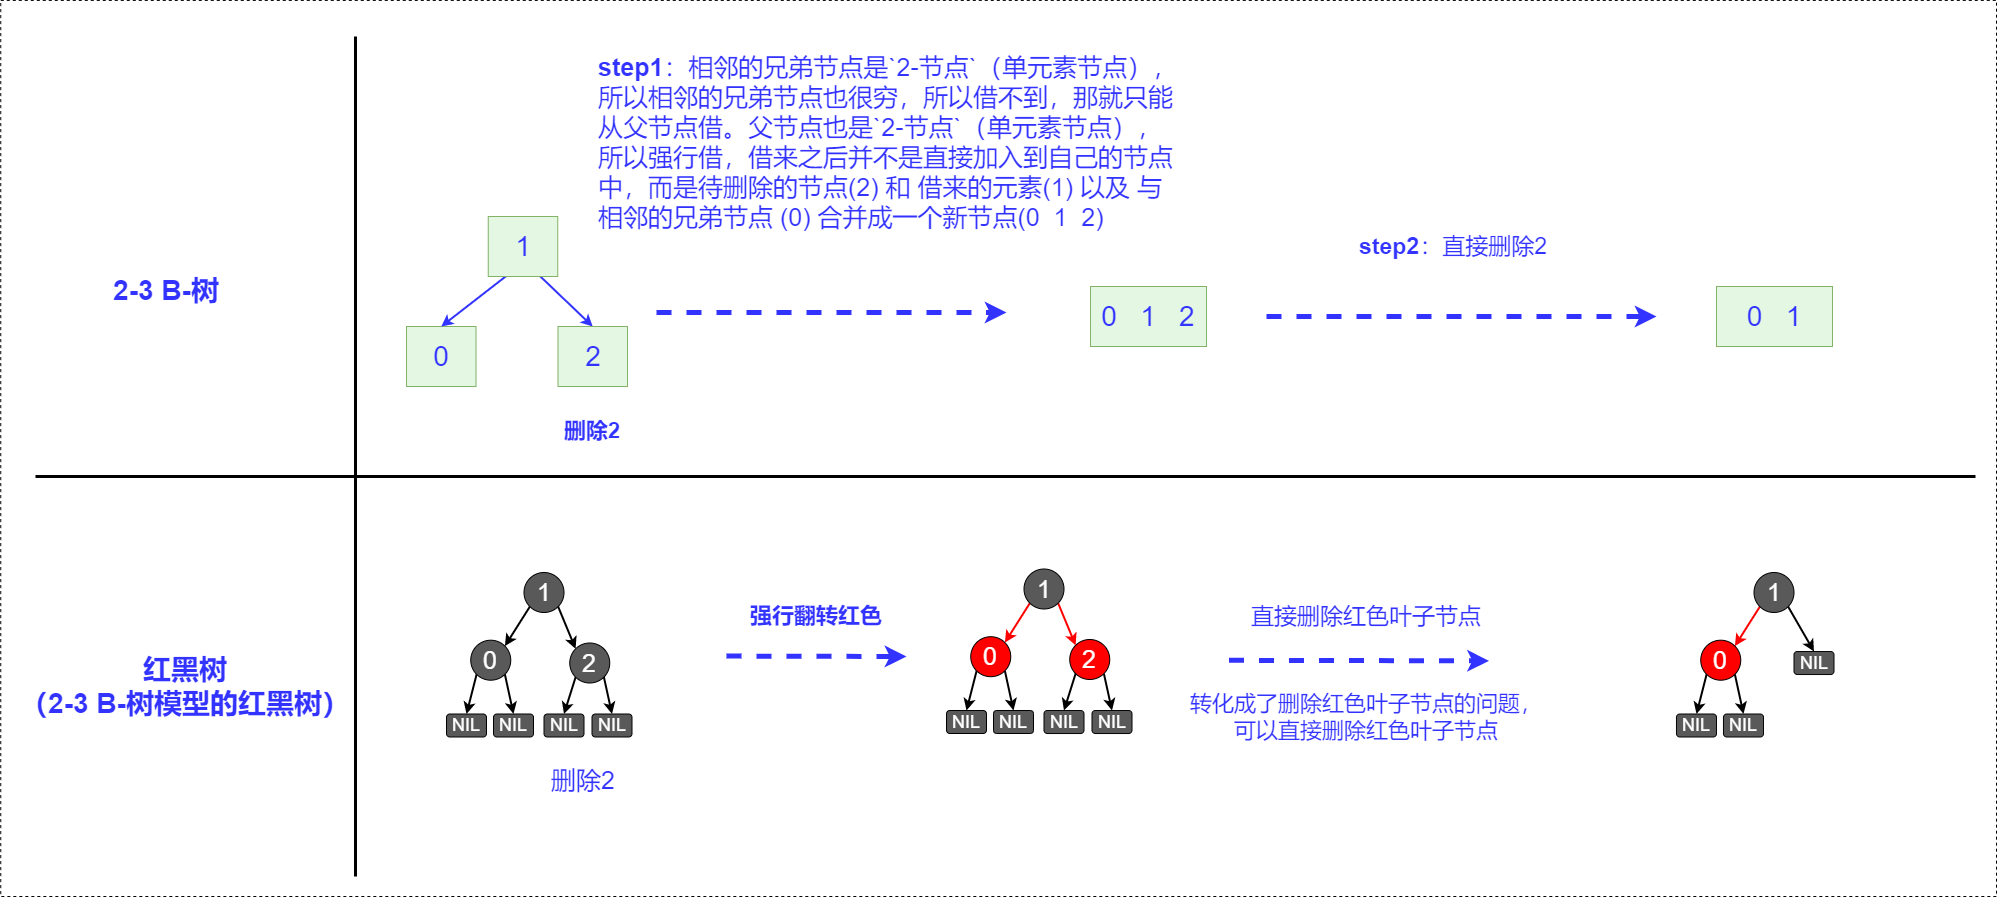 step1：相邻的兄弟节点是`2-节点`（单元素节点），
所以相邻的兄弟节点也很穷，所以借不到，那就只能
从父节点借。父节点也是`2-节点`（单元素节点），
所以强行借，借来之后并不是直接加入到自己的节点
中，而是待删除的节点(2) 和 借来的元素(1) 以及 与
相邻的兄弟节点 (0) 合并成一个新节点(0 1 2)
2-3 B-树
1
0
2
删除2
0 1 2
step2：直接删除2
0 1
红黑树
（2-3 B-树模型的红黑树）
1
0
2
NIL
NIL
NIL
NIL
删除2
强行翻转红色
1
0
2
NIL
NIL
NIL
NIL
直接删除红色叶子节点
转化成了删除红色叶子节点的问题，
可以直接删除红色叶子节点
1
0
NIL
NIL
NIL